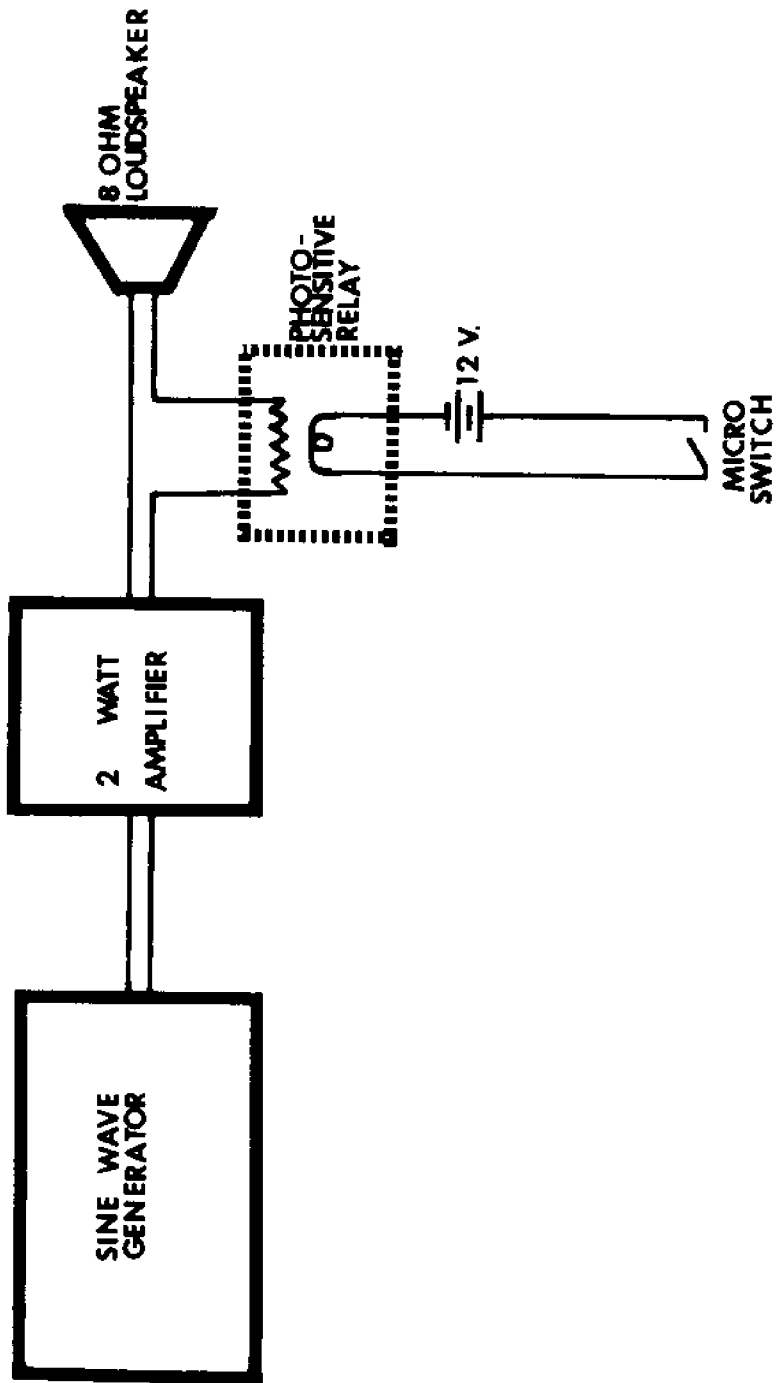 SINE WAVE
GENERATOR
2 WATT
AMPLIFIER
8 OHM
LOUDSPEAKER
PHOTO-
SENSITIVE
RELAY
12 V.
MICRO
SWITCH